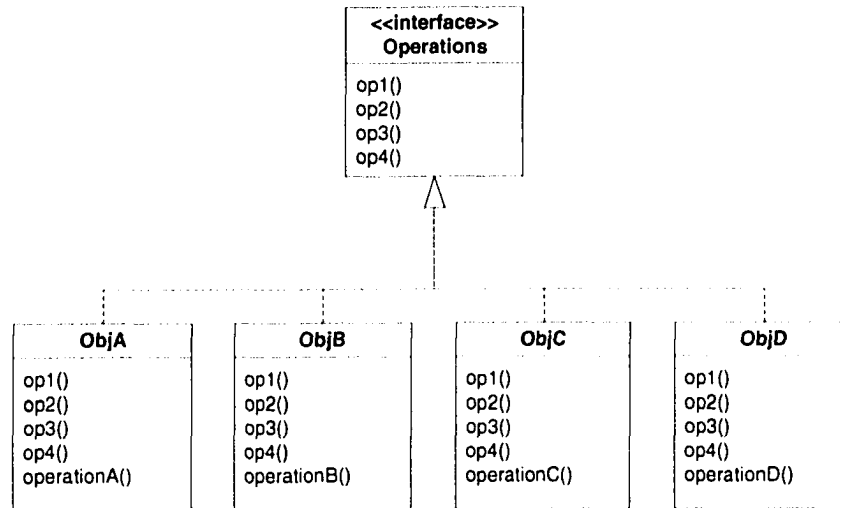 <<interface>>
Operations
op1()
op2()
op3()
op4()
ObjA
op1()
op2()
op3()
op4()
operationA()
ObjB
op1()
op2()
op3()
op4()
operationB()
ObjC
op1()
op2()
op3()
op4()
operationC()
ObjD
op1()
op2()
op3()
op4()
operationD()